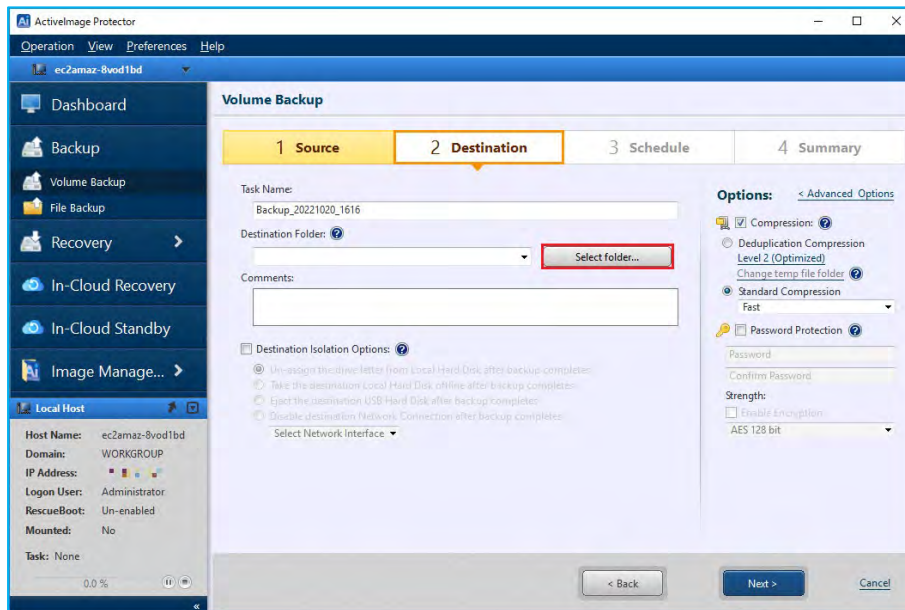 ActiveImage Protector
Operation View Preferences Help
ec2amaz-8vod1bd
Dashboard
Backup
Volume Backup
File Backup
Recovery >
In-Cloud Recovery
In-Cloud Standby
Image Manage... >
Local Host
Host Name: ec2amaz-8vod1bd
Domain: WORKGROUP
IP Address:
Logon User: Administrator
RescueBoot: Un-enabled
Mounted: No
Task: None
0.0 %
«
Volume Backup
1 Source
2 Destination
3 Schedule
4 Summary
Task Name:
Backup_20221020_1616
Destination Folder:
Select folder...
Comments:
Destination Isolation Options:
Un-assign the drive letter from Local Hard Disk after backup completes
Take the destination Local Hard Disk offline after backup completes
Eject the destination USB Hard Disk after backup completes
Disable destination Network Connection after backup completes
Select Network Interface
Options: < Advanced Options
Compression:
Deduplication Compression
Level 2 (Optimized)
Change temp file folder
Standard Compression
Fast
Password Protection
Password
Confirm Password
Strength:
Enable Encryption
AES 128 bit
< Back
Next >
Cancel